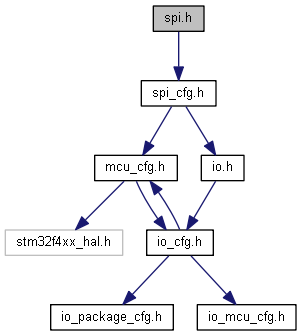 spi.h
spi_cfg.h
mcu_cfg.h
io.h
stm32f4xx_hal.h
io_cfg.h
io_package_cfg.h
io_mcu_cfg.h